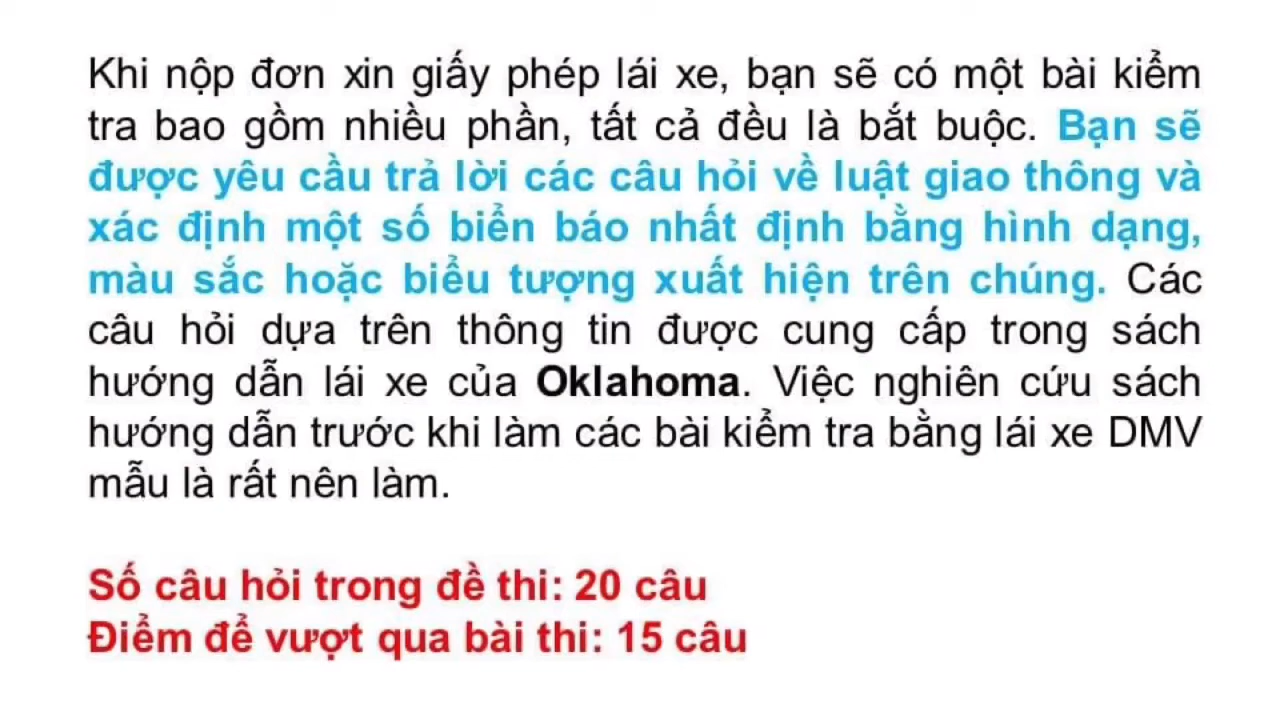 Khi nộp đơn xin giấy phép lái xe, bạn sẽ có một bài kiểm
tra bao gồm nhiều phần, tất cả đều là bắt buộc. Bạn sẽ
được yêu cầu trả lời các câu hỏi về luật giao thông và
xác định một số biển báo nhất định bằng hình dạng,
màu sắc hoặc biểu tượng xuất hiện trên chúng. Các
câu hỏi dựa trên thông tin được cung cấp trong sách
hướng dẫn lái xe của Oklahoma. Việc nghiên cứu sách
hướng dẫn trước khi làm các bài kiểm tra bằng lái xe DMV
mẫu là rất nên làm.
Số câu hỏi trong đề thi: 20 câu
Điểm để vượt qua bài thi: 15 câu